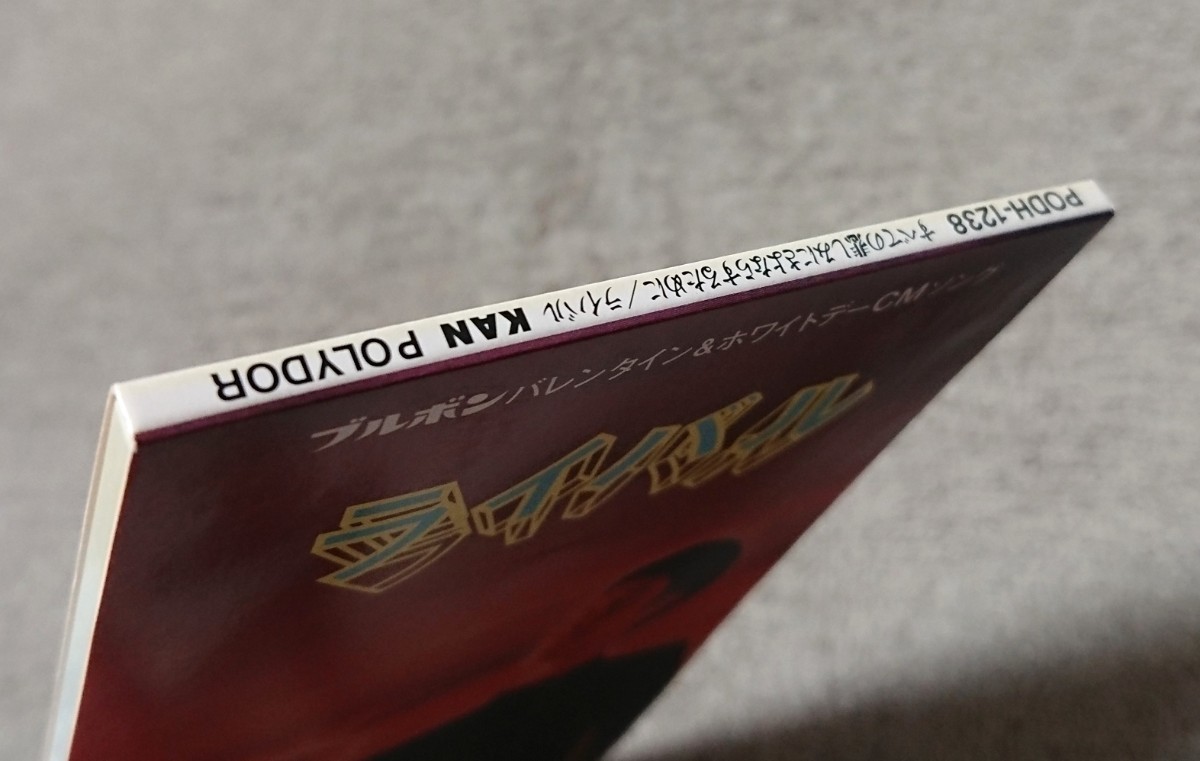 PODH-1238 すべての悲しみにさよならするために/ライバル KAN POLYDOR
ブルボンバレンタイン&ホワイトデーCMソング
ライバル